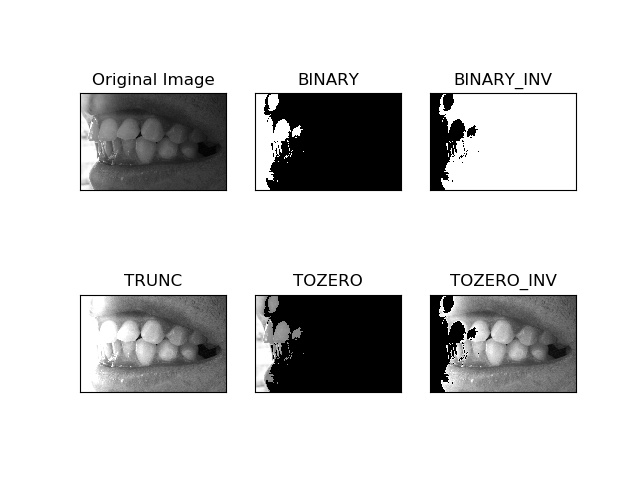 Original Image
BINARY
BINARY_INV
TRUNC
TOZERO
TOZERO_INV